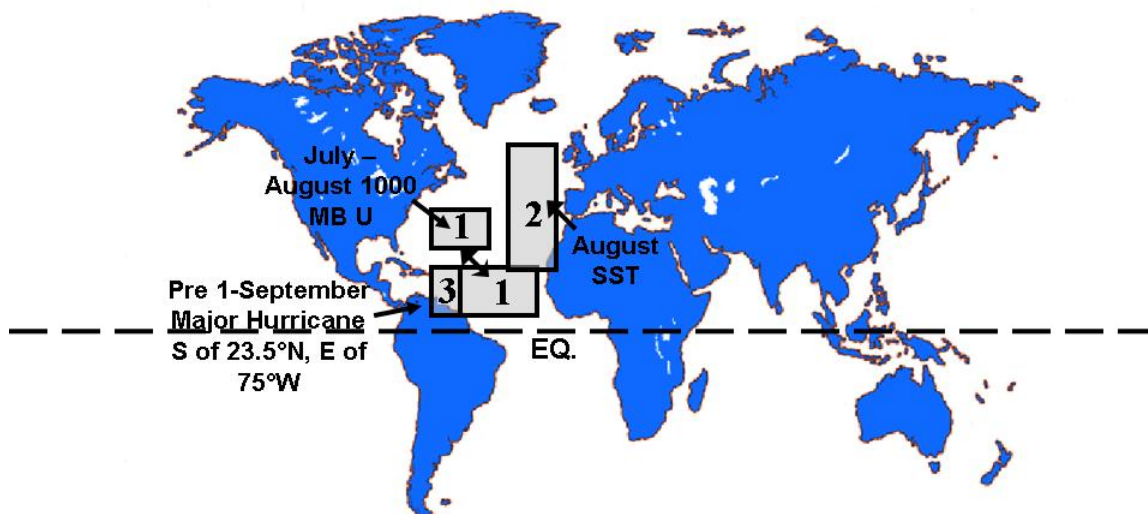 July –
August 1000
MB U
1
2
August
SST
3
1
Pre 1-September
Major Hurricane
S of 23.5°N, E of
75°W
EQ.